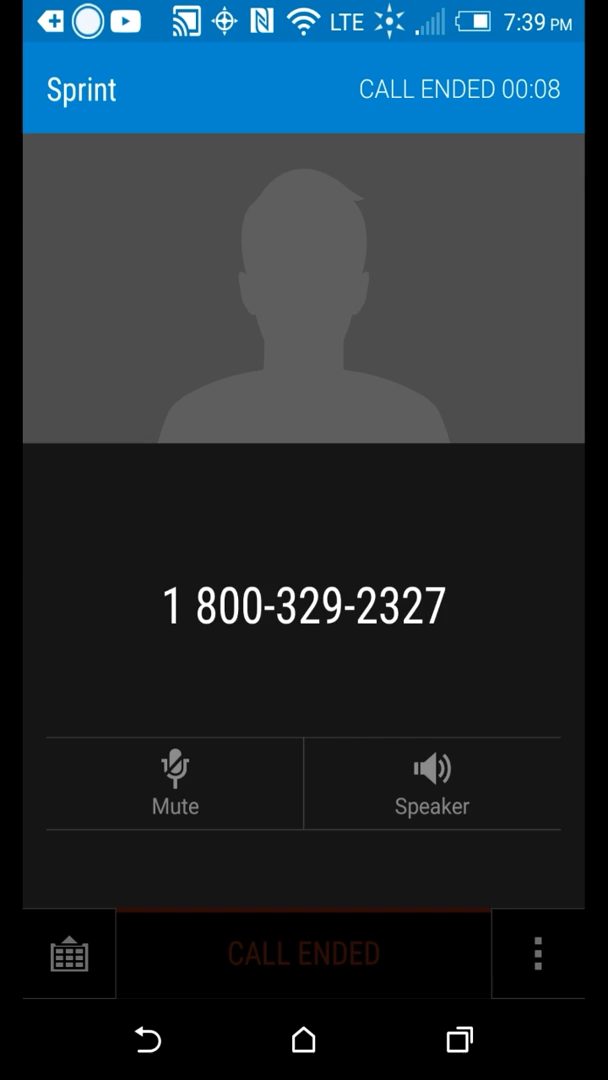 LTE 7:39 PM
Sprint CALL ENDED 00:08
1 800-329-2327
Mute Speaker
CALL ENDED